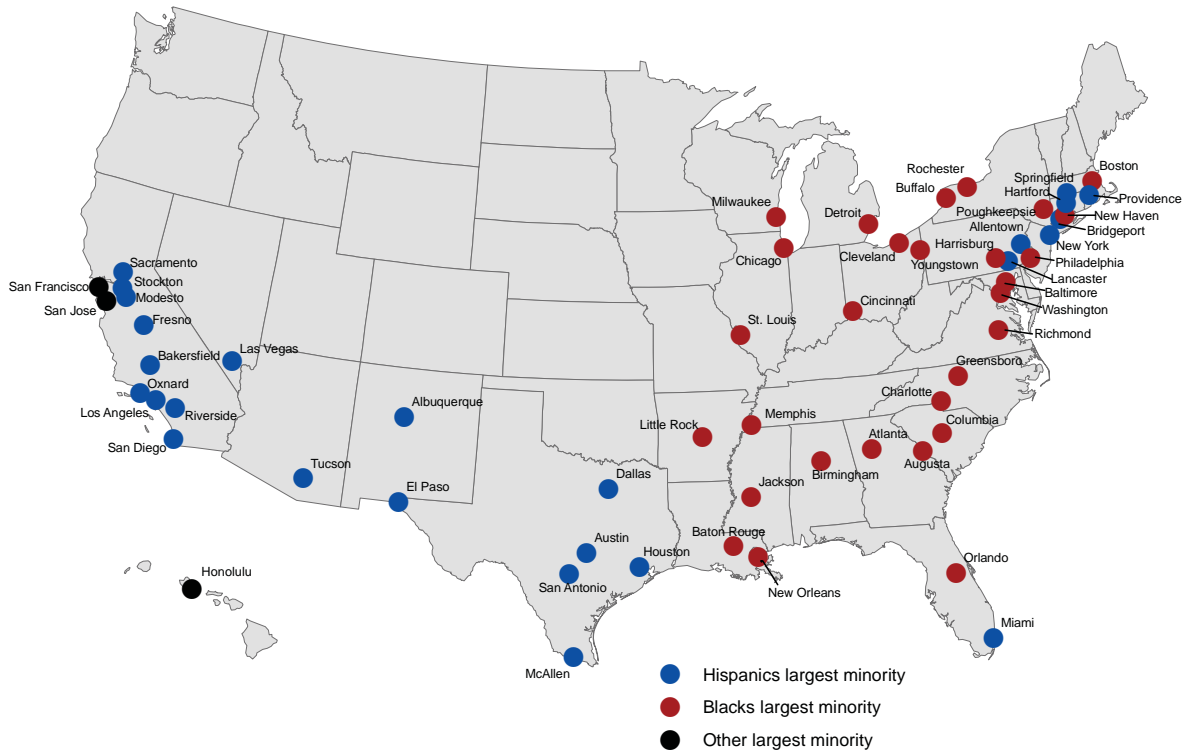 Rochester
Boston
Springfield
Buffalo
Hartford
Providence
Milwaukee
Detroit
Poughkeepsie
New Haven
Bridgeport
Allentown
New York
Harrisburg
Chicago
Cleveland
Youngstown
Philadelphia
Sacramento
Lancaster
San Francisco
Stockton
Baltimore
Modesto
Cincinnati
San Jose
Washington
Fresno
St. Louis
Richmond
Bakersfield
Las Vegas
Greensboro
Oxnard
Charlotte
Albuquerque
Los Angeles
Riverside
Memphis
Columbia
Little Rock
San Diego
Atlanta
Tucson
Dallas
Birmingham
Augusta
El Paso
Jackson
Baton Rouge
Austin
Houston
Orlando
Honolulu
San Antonio
New Orleans
Miami
McAllen
Hispanics largest minority
Blacks largest minority
Other largest minority